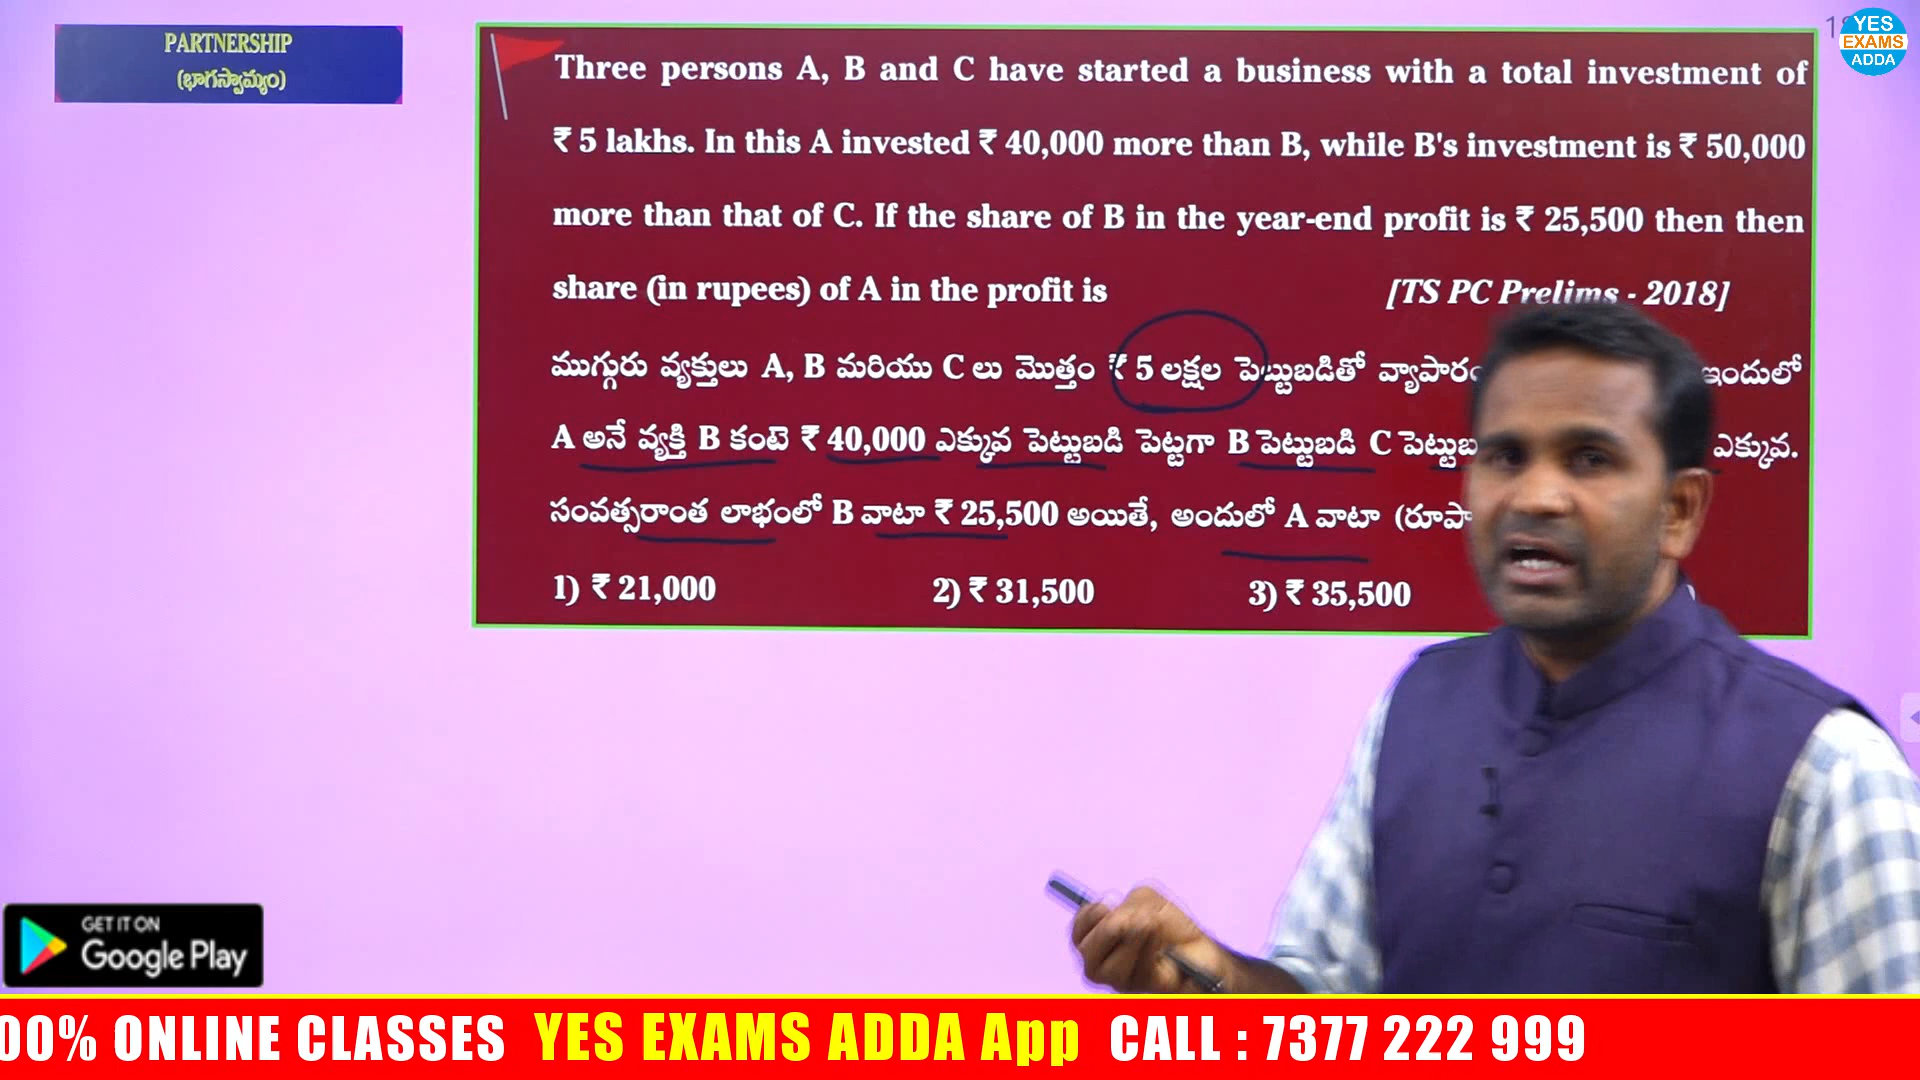 PARTNERSHIP
(భాగస్వామ్యం)
YES
EXAMS
ADDA
Three persons A, B and C have started a business with a total investment of
₹ 5 lakhs. In this A invested ₹ 40,000 more than B, while B's investment is ₹ 50,000
more than that of C. If the share of B in the year-end profit is ₹ 25,500 then then
share (in rupees) of A in the profit is [TS PC Prelims - 2018]
ముగ్గురు వ్యక్తులు A, B మరియు C లు మొత్తం ₹ 5 లక్షల పెట్టుబడితో ఇందులో
A అనే వ్యక్తి B కంటె ₹ 40,000 ఎక్కువ పెట్టుబడి పెట్టగా B పెట్టుబడి C ఎక్కువ.
సంవత్సరాంత లాభంలో B వాటా ₹ 25,500 అయితే, అందులో A వాటా
1) ₹ 21,000 2) ₹ 31,500 3) ₹ 35,500
GET IT ON
Google Play
00% ONLINE CLASSES YES EXAMS ADDA App CALL : 7377 222 999